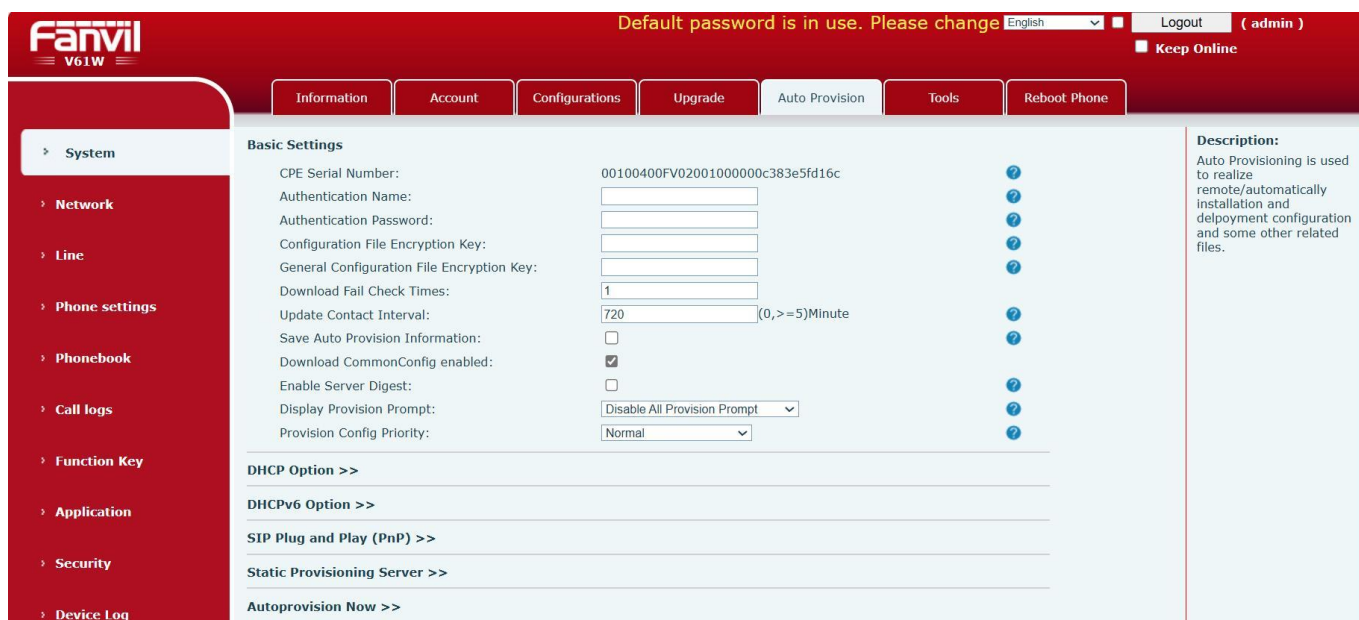 Fanvil
V61W
Default password is in use. Please change
English
Logout
( admin )
Keep Online
Information
Account
Configurations
Upgrade
Auto Provision
Tools
Reboot Phone
› System
› Network
› Line
› Phone settings
› Phonebook
› Call logs
› Function Key
› Application
› Security
› Device Log
Basic Settings
CPE Serial Number: 00100400FV02001000000c383e5fd16c
Authentication Name:
Authentication Password:
Configuration File Encryption Key:
General Configuration File Encryption Key:
Download Fail Check Times: 1
Update Contact Interval: 720 (0,>=5)Minute
Save Auto Provision Information:
Download CommonConfig enabled:
Enable Server Digest:
Display Provision Prompt: Disable All Provision Prompt
Provision Config Priority: Normal
DHCP Option >>
DHCPv6 Option >>
SIP Plug and Play (PnP) >>
Static Provisioning Server >>
Autoprovision Now >>
Description:
Auto Provisioning is used
to realize
remote/automatically
installation and
delpoyment configuration
and some other related
files.